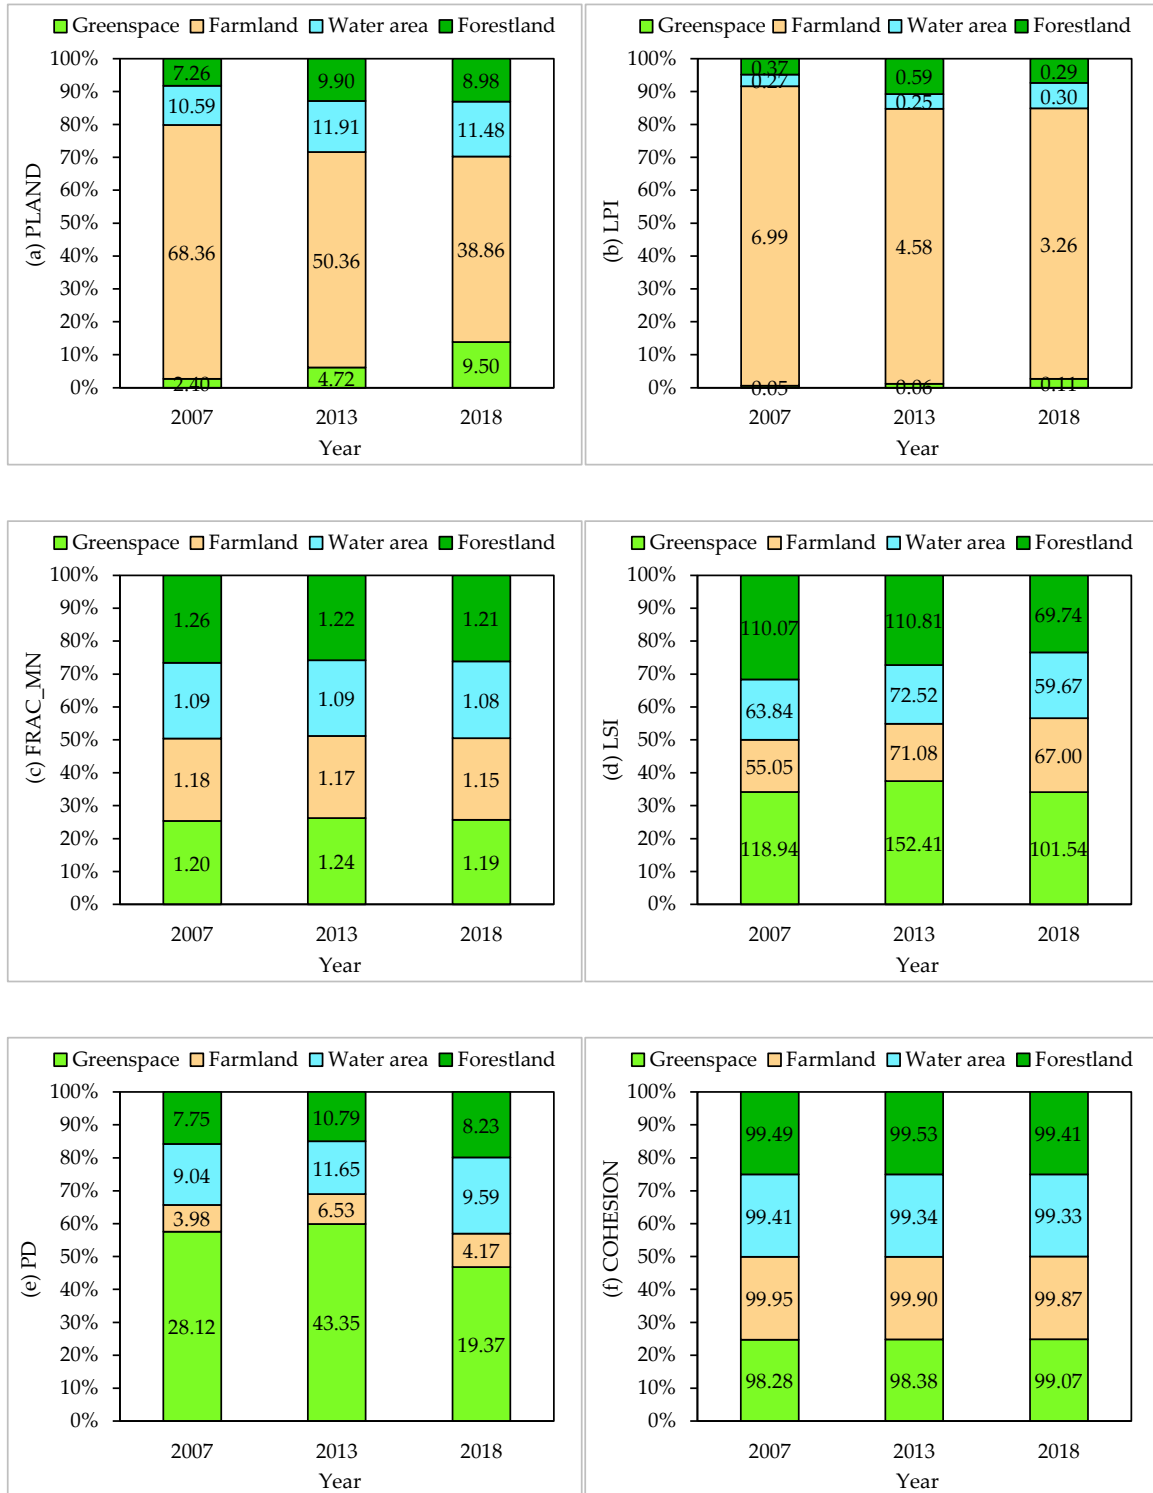 Greenspace Farmland Water area Forestland
100%
90%
80%
70%
60%
50%
40%
30%
20%
10%
0%
(a) PLAND
7.26 9.90 8.98
10.59 11.91 11.48
68.36 50.36 38.86
2.40 4.72 9.50
2007 2013 2018
Year
Greenspace Farmland Water area Forestland
100%
90%
80%
70%
60%
50%
40%
30%
20%
10%
0%
(b) LPI
0.37 0.59 0.29
0.27 0.25 0.30
6.99 4.58 3.26
0.05 0.06 0.11
2007 2013 2018
Year
Greenspace Farmland Water area Forestland
100%
90%
80%
70%
60%
50%
40%
30%
20%
10%
0%
(c) FRAC_MN
1.26 1.22 1.21
1.09 1.09 1.08
1.18 1.17 1.15
1.20 1.24 1.19
2007 2013 2018
Year
Greenspace Farmland Water area Forestland
100%
90%
80%
70%
60%
50%
40%
30%
20%
10%
0%
(d) LSI
110.07 110.81 69.74
63.84 72.52 59.67
55.05 71.08 67.00
118.94 152.41 101.54
2007 2013 2018
Year
Greenspace Farmland Water area Forestland
100%
90%
80%
70%
60%
50%
40%
30%
20%
10%
0%
(e) PD
7.75 10.79 8.23
9.04 11.65 9.59
3.98 6.53 4.17
28.12 43.35 19.37
2007 2013 2018
Year
Greenspace Farmland Water area Forestland
100%
90%
80%
70%
60%
50%
40%
30%
20%
10%
0%
(f) COHESION
99.49 99.53 99.41
99.41 99.34 99.33
99.95 99.90 99.87
98.28 98.38 99.07
2007 2013 2018
Year